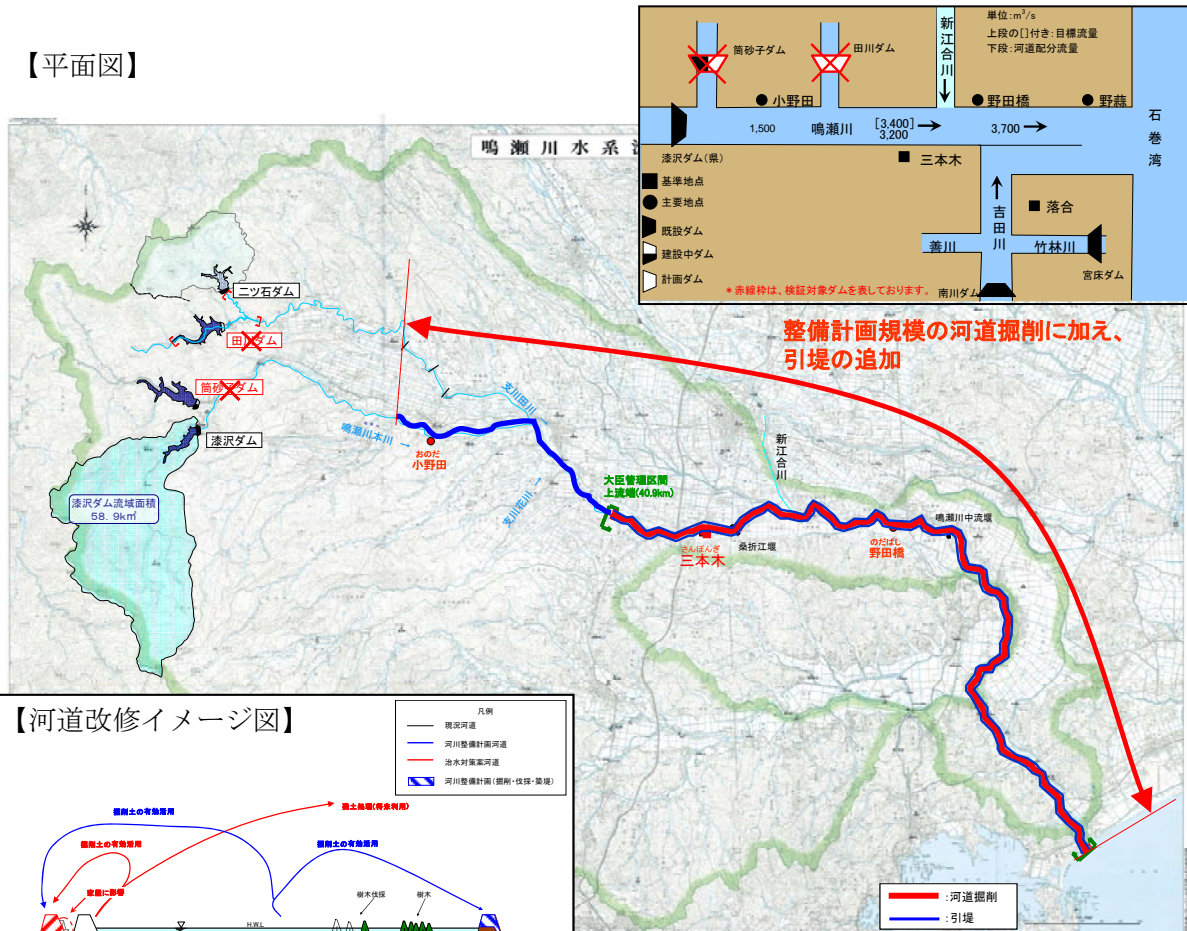 【平面図】
鳴瀬川水系
単位:m³/s
上段の[]付き:目標流量
下段:河道配分流量
筒砂子ダム
田川ダム
新江合川
小野田
野田橋
野蒜
石巻湾
1,500
鳴瀬川
[3,400]
3,200
3,700
漆沢ダム(県)
三本木
基準地点
主要地点
既設ダム
建設中ダム
計画ダム
吉田川
落合
善川
竹林川
宮床ダム
南川ダム
*赤線枠は、検証対象ダムを表しております。
整備計画規模の河道掘削に加え、
引堤の追加
二ツ石ダム
田川ダム
筒砂子ダム
漆沢ダム
漆沢ダム流域面積
58.9km²
支川田川
鳴瀬川本川 →
おのだ
小野田
支川花川 →
大臣管理区間
上流端(40.9km)
新江合川
さんぼんぎ
三本木
桑折江堰
のだばし
野田橋
鳴瀬川中流堰
【河道改修イメージ図】
凡例
現況河道
河川整備計画河道
治水対策案河道
河川整備計画(掘削・伐採・築堤)
掘削土の有効活用
残土処理(将来利用)
掘削土の有効活用
掘削土の有効活用
家屋に影響
樹木伐採
樹木
H.W.L
:河道掘削
:引堤